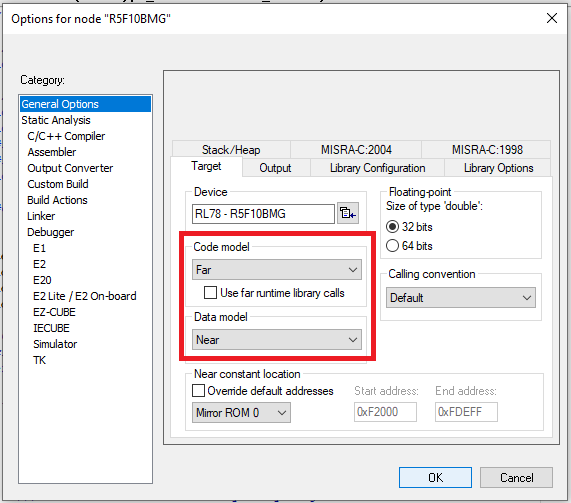 Options for node "R5F10BMG"
Category:
General Options
Static Analysis
C/C++ Compiler
Assembler
Output Converter
Custom Build
Build Actions
Linker
Debugger
E1
E2
E20
E2 Lite / E2 On-board
EZ-CUBE
IECUBE
Simulator
TK
Stack/Heap MISRA-C:2004 MISRA-C:1998
Target Output Library Configuration Library Options
Device
RL78 - R5F10BMG
Code model
Far
Use far runtime library calls
Data model
Near
Floating-point
Size of type 'double':
32 bits
64 bits
Calling convention
Default
Near constant location
Override default addresses
Mirror ROM 0
Start address: End address:
0xF2000 0xFDEFF
OK Cancel